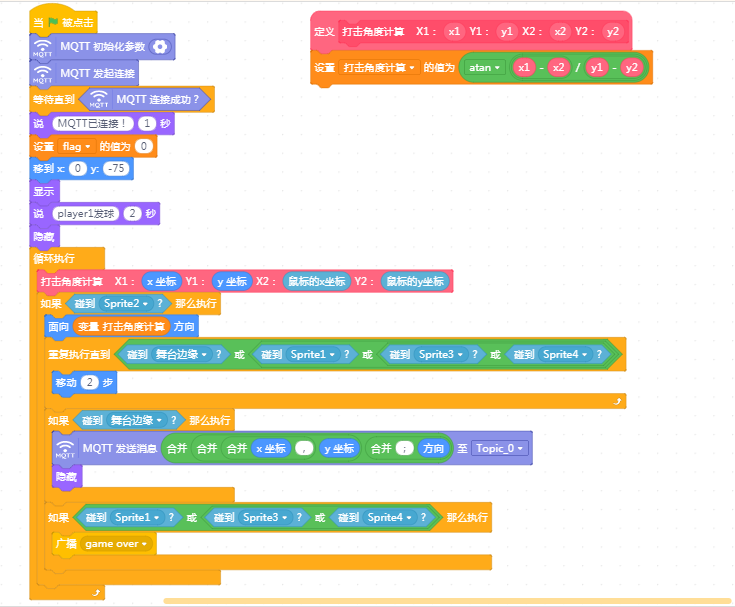 当 被点击
MQTT MQTT 初始化参数
MQTT MQTT 发起连接
等待直到 MQTT MQTT 连接成功？
说 MQTT已连接！ 1 秒
设置 flag 的值为 0
移到 x: 0 y: -75
显示
说 player1发球 2 秒
隐藏
循环执行
打击角度计算 X1： x 坐标 Y1： y 坐标 X2： 鼠标的x坐标 Y2： 鼠标的y坐标
如果 碰到 Sprite2 ？ 那么执行
面向 变量 打击角度计算 方向
重复执行直到 碰到 舞台边缘 ？ 或 碰到 Sprite1 ？ 或 碰到 Sprite3 ？ 或 碰到 Sprite4 ？
移动 2 步
如果 碰到 舞台边缘 ？ 那么执行
MQTT MQTT 发送消息 合并 合并 合并 x 坐标 , y 坐标 合并 ; 方向 至 Topic_0
隐藏
如果 碰到 Sprite1 ？ 或 碰到 Sprite3 ？ 或 碰到 Sprite4 ？ 那么执行
广播 game over
定义 打击角度计算 X1： x1 Y1： y1 X2： x2 Y2： y2
设置 打击角度计算 的值为 atan x1 - x2 / y1 - y2